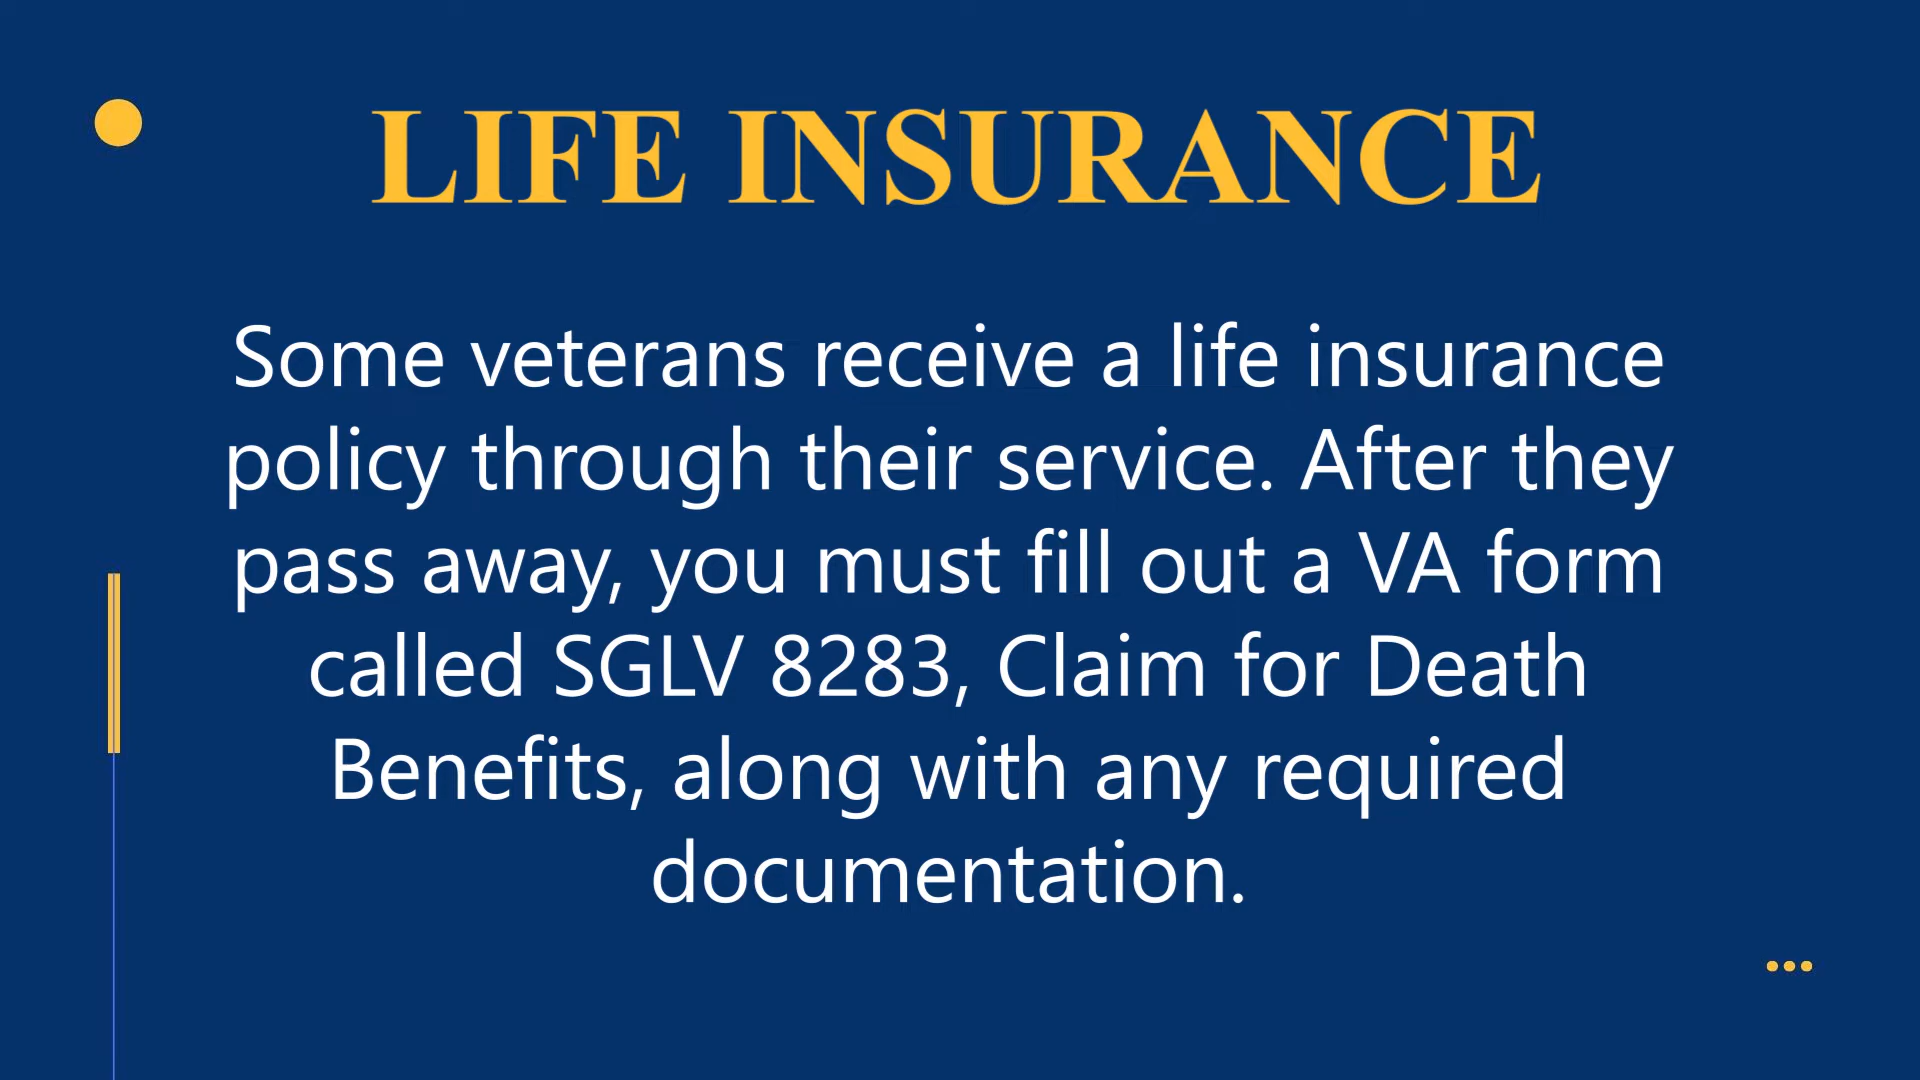 LIFE INSURANCE
Some veterans receive a life insurance
policy through their service. After they
pass away, you must fill out a VA form
called SGLV 8283, Claim for Death
Benefits, along with any required
documentation.